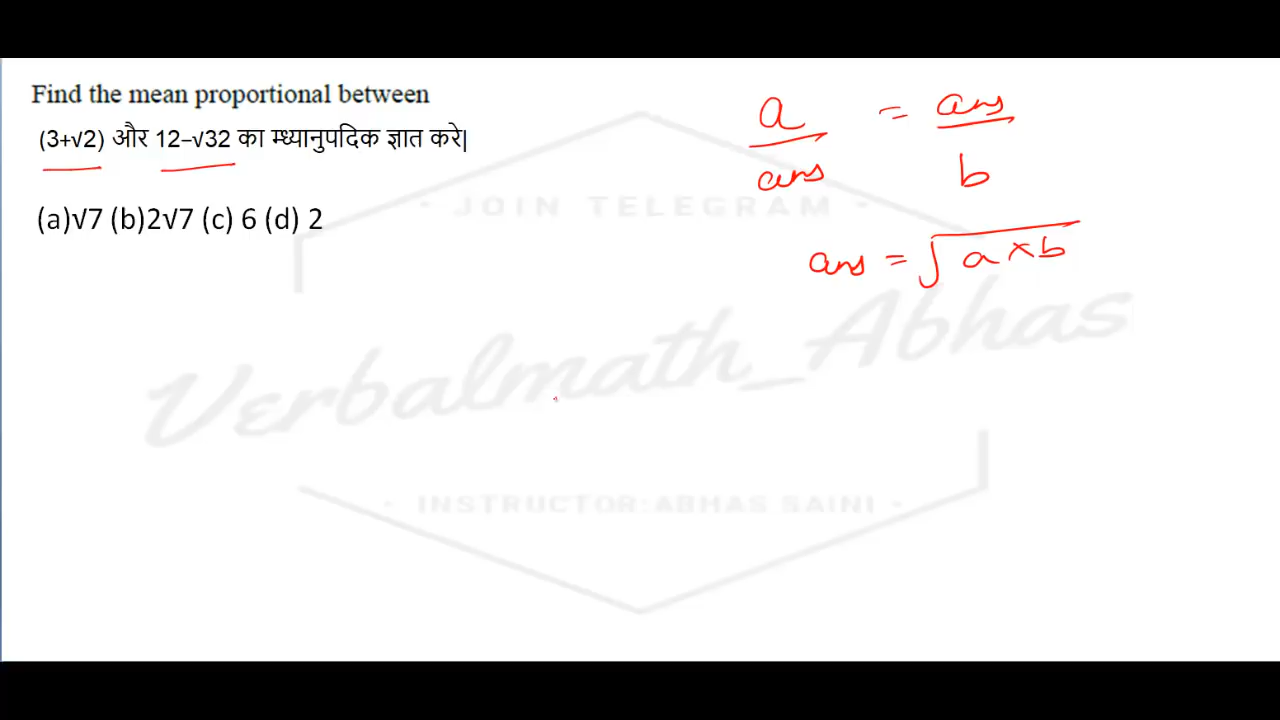 Find the mean proportional between
(3+√2) और 12−√32 का म्ध्यानुपदिक ज्ञात करे|
(a)√7 (b)2√7 (c) 6 (d) 2
a/ans = ans/b
ans = √a×b
· JOIN TELEGRAM ·
Verbalmath_Abhas
· INSTRUCTOR:ABHAS SAINI ·